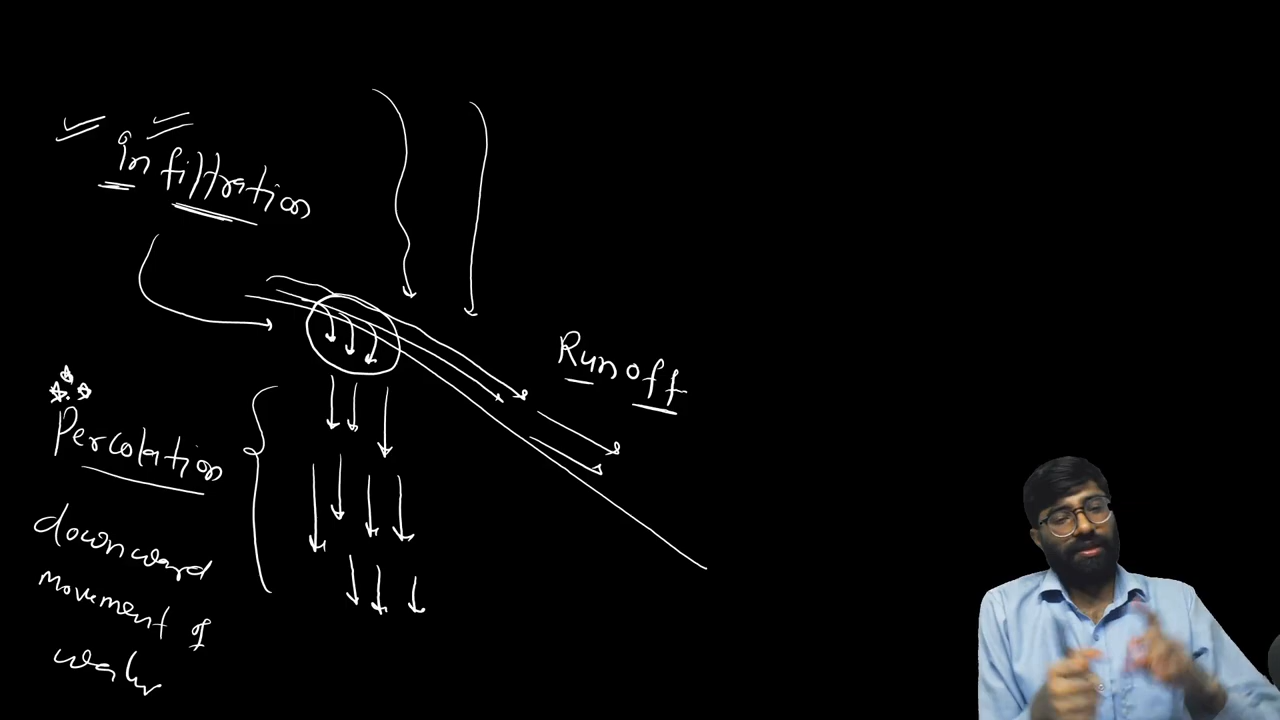 infiltration
Runoff
Percolation
downward
movement of
water